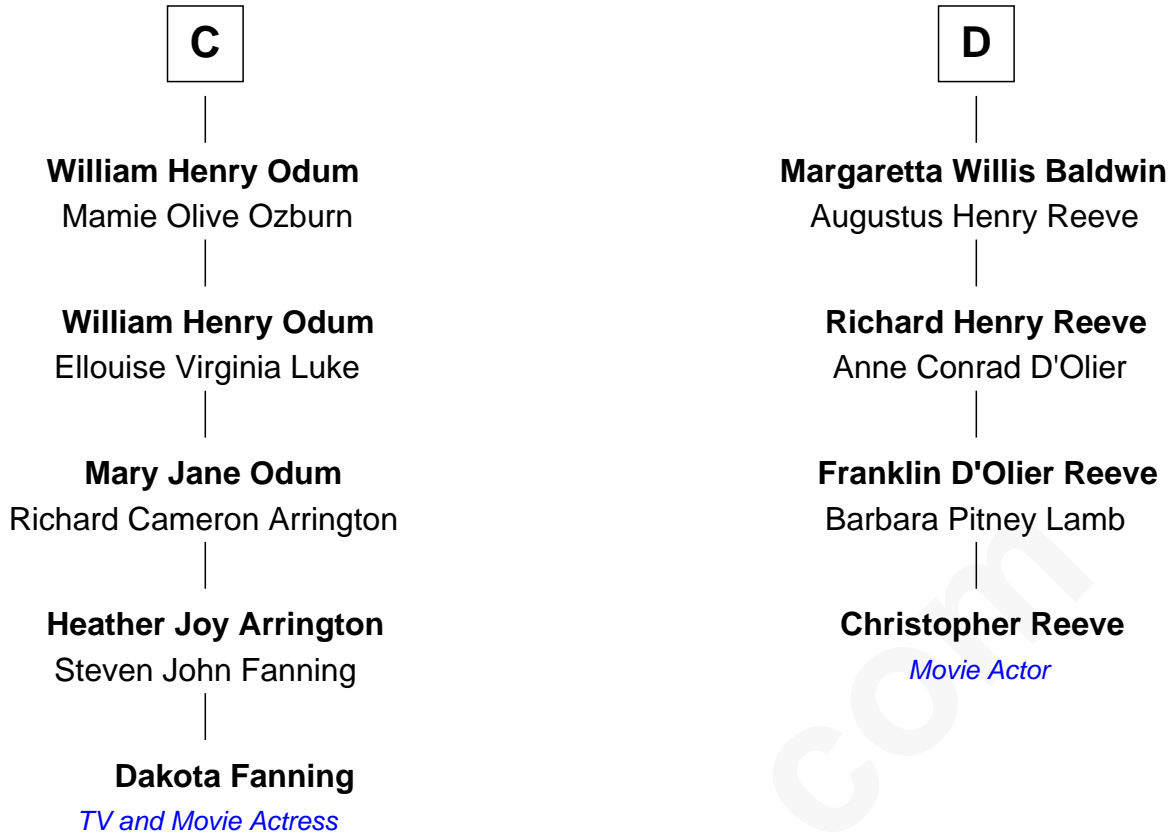 C
William Henry Odum
Mamie Olive Ozburn
William Henry Odum
Ellouise Virginia Luke
Mary Jane Odum
Richard Cameron Arrington
Heather Joy Arrington
Steven John Fanning
Dakota Fanning
TV and Movie Actress
D
Margaretta Willis Baldwin
Augustus Henry Reeve
Richard Henry Reeve
Anne Conrad D'Olier
Franklin D'Olier Reeve
Barbara Pitney Lamb
Christopher Reeve
Movie Actor
com